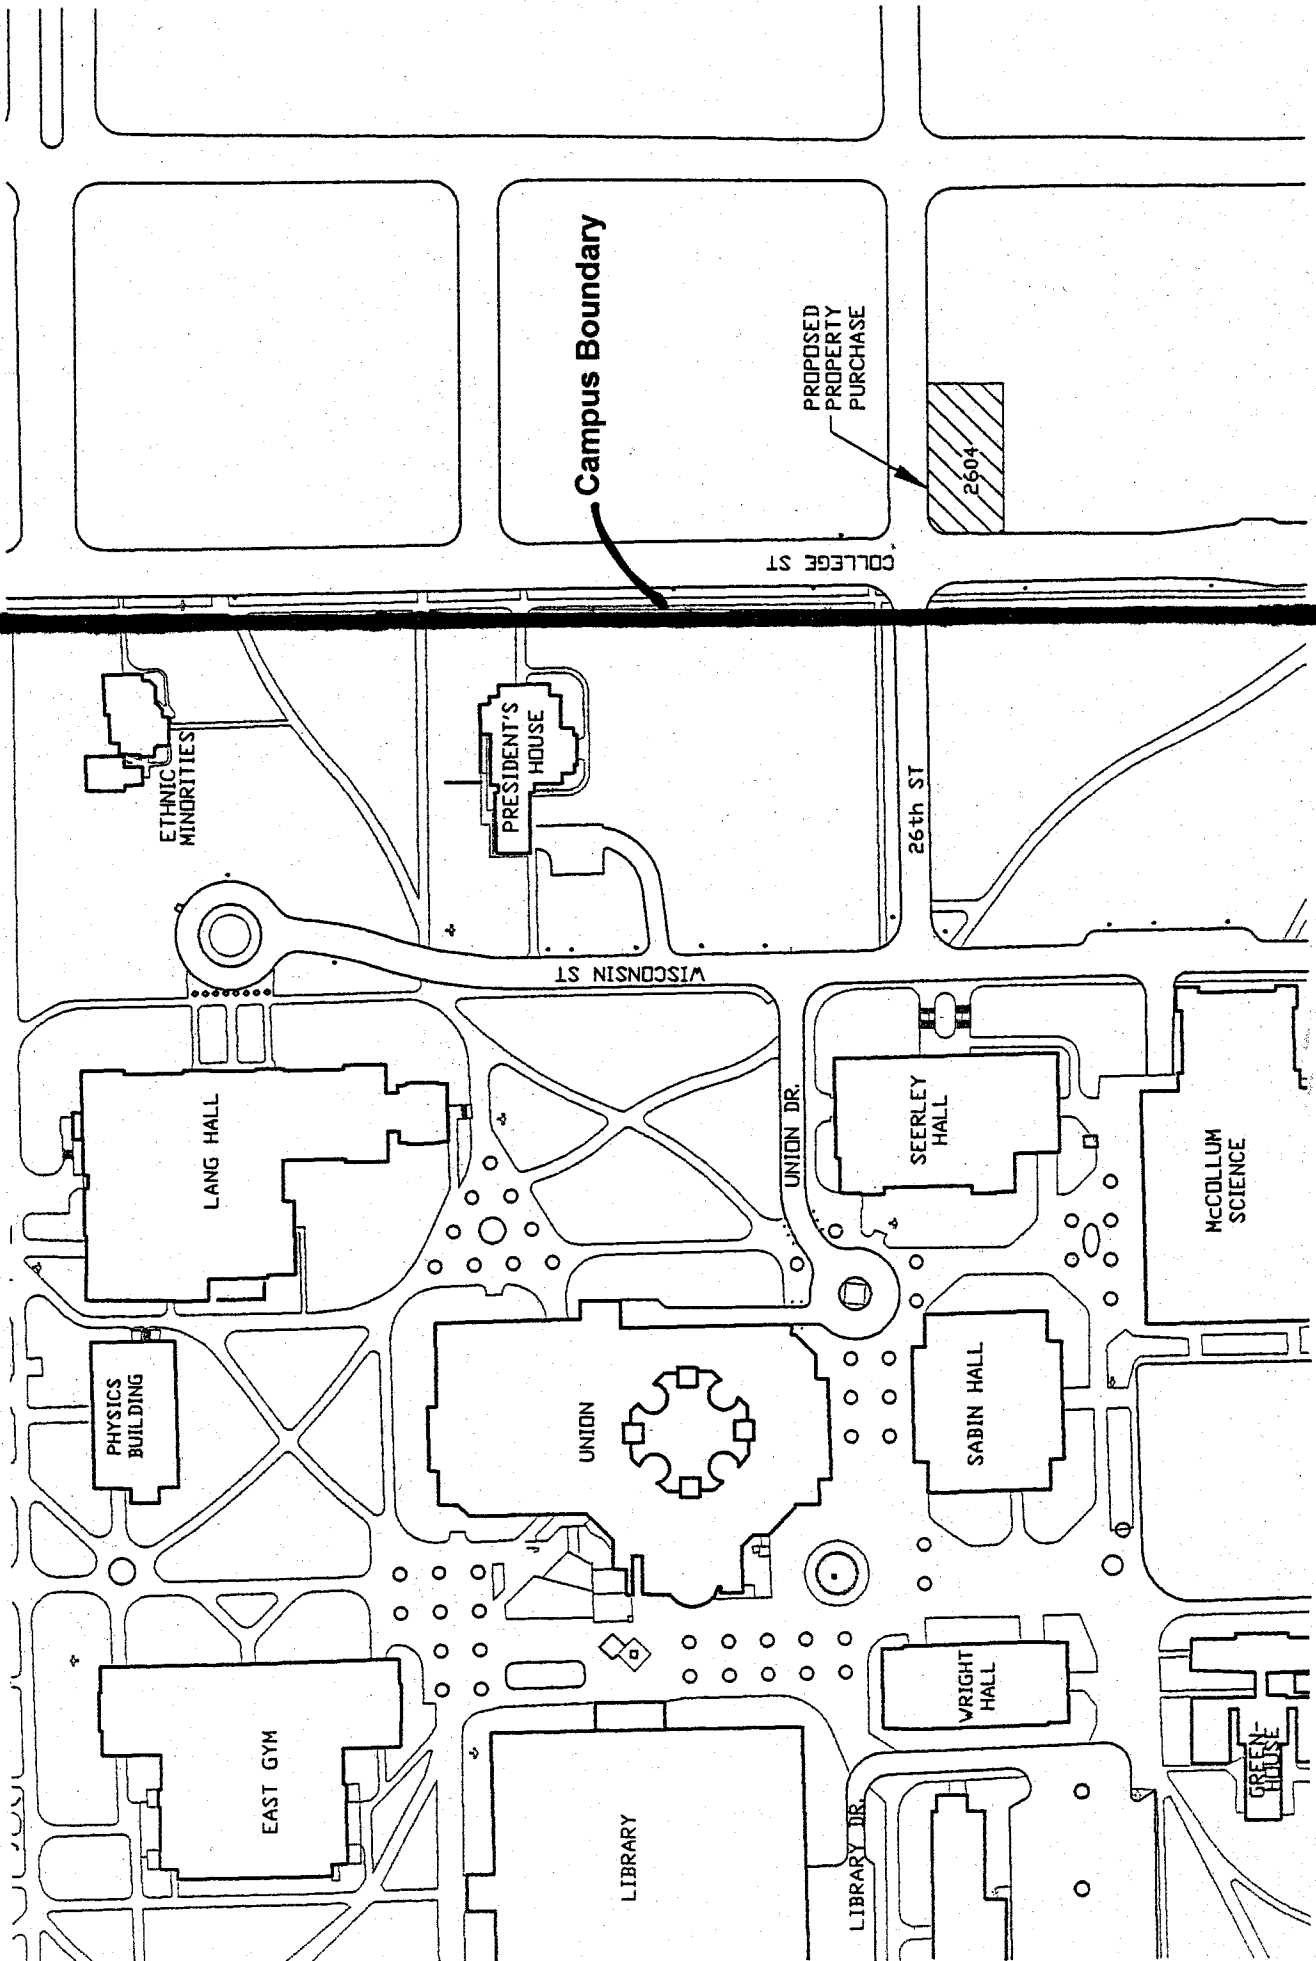 Campus Boundary
PROPOSED
PROPERTY
PURCHASE
2604
COLLEGE ST
ETHNIC
MINORITIES
PRESIDENT'S
HOUSE
26th ST
WISCONSIN ST
LANG HALL
UNION DR.
SEERLEY
HALL
McCOLLUM
SCIENCE
PHYSICS
BUILDING
UNION
SABIN HALL
EAST GYM
LIBRARY
WRIGHT
HALL
GREEN-
HOUSE
LIBRARY DR.